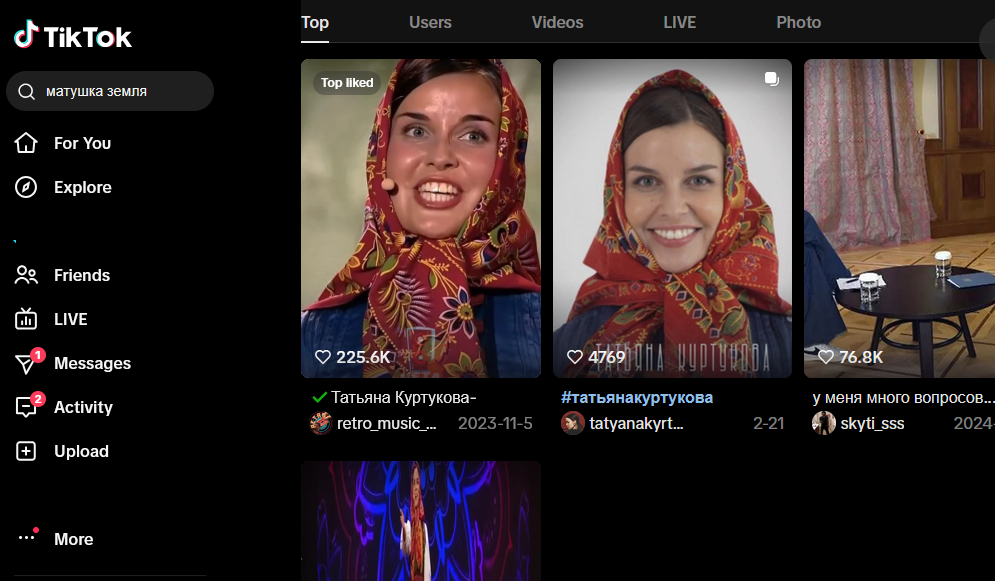 TikTok
матушка земля
For You
Explore
Friends
LIVE
1
Messages
2
Activity
Upload
More
Top
Users
Videos
LIVE
Photo
Top liked
225.6K
Татьяна Куртукова-
retro_music_...
2023-11-5
ТАТЬЯНА КУРТУКОВА
4769
#татьянакуртукова
tatyanakyrt...
2-21
76.8K
у меня много вопросов...
skyti_sss
2024-